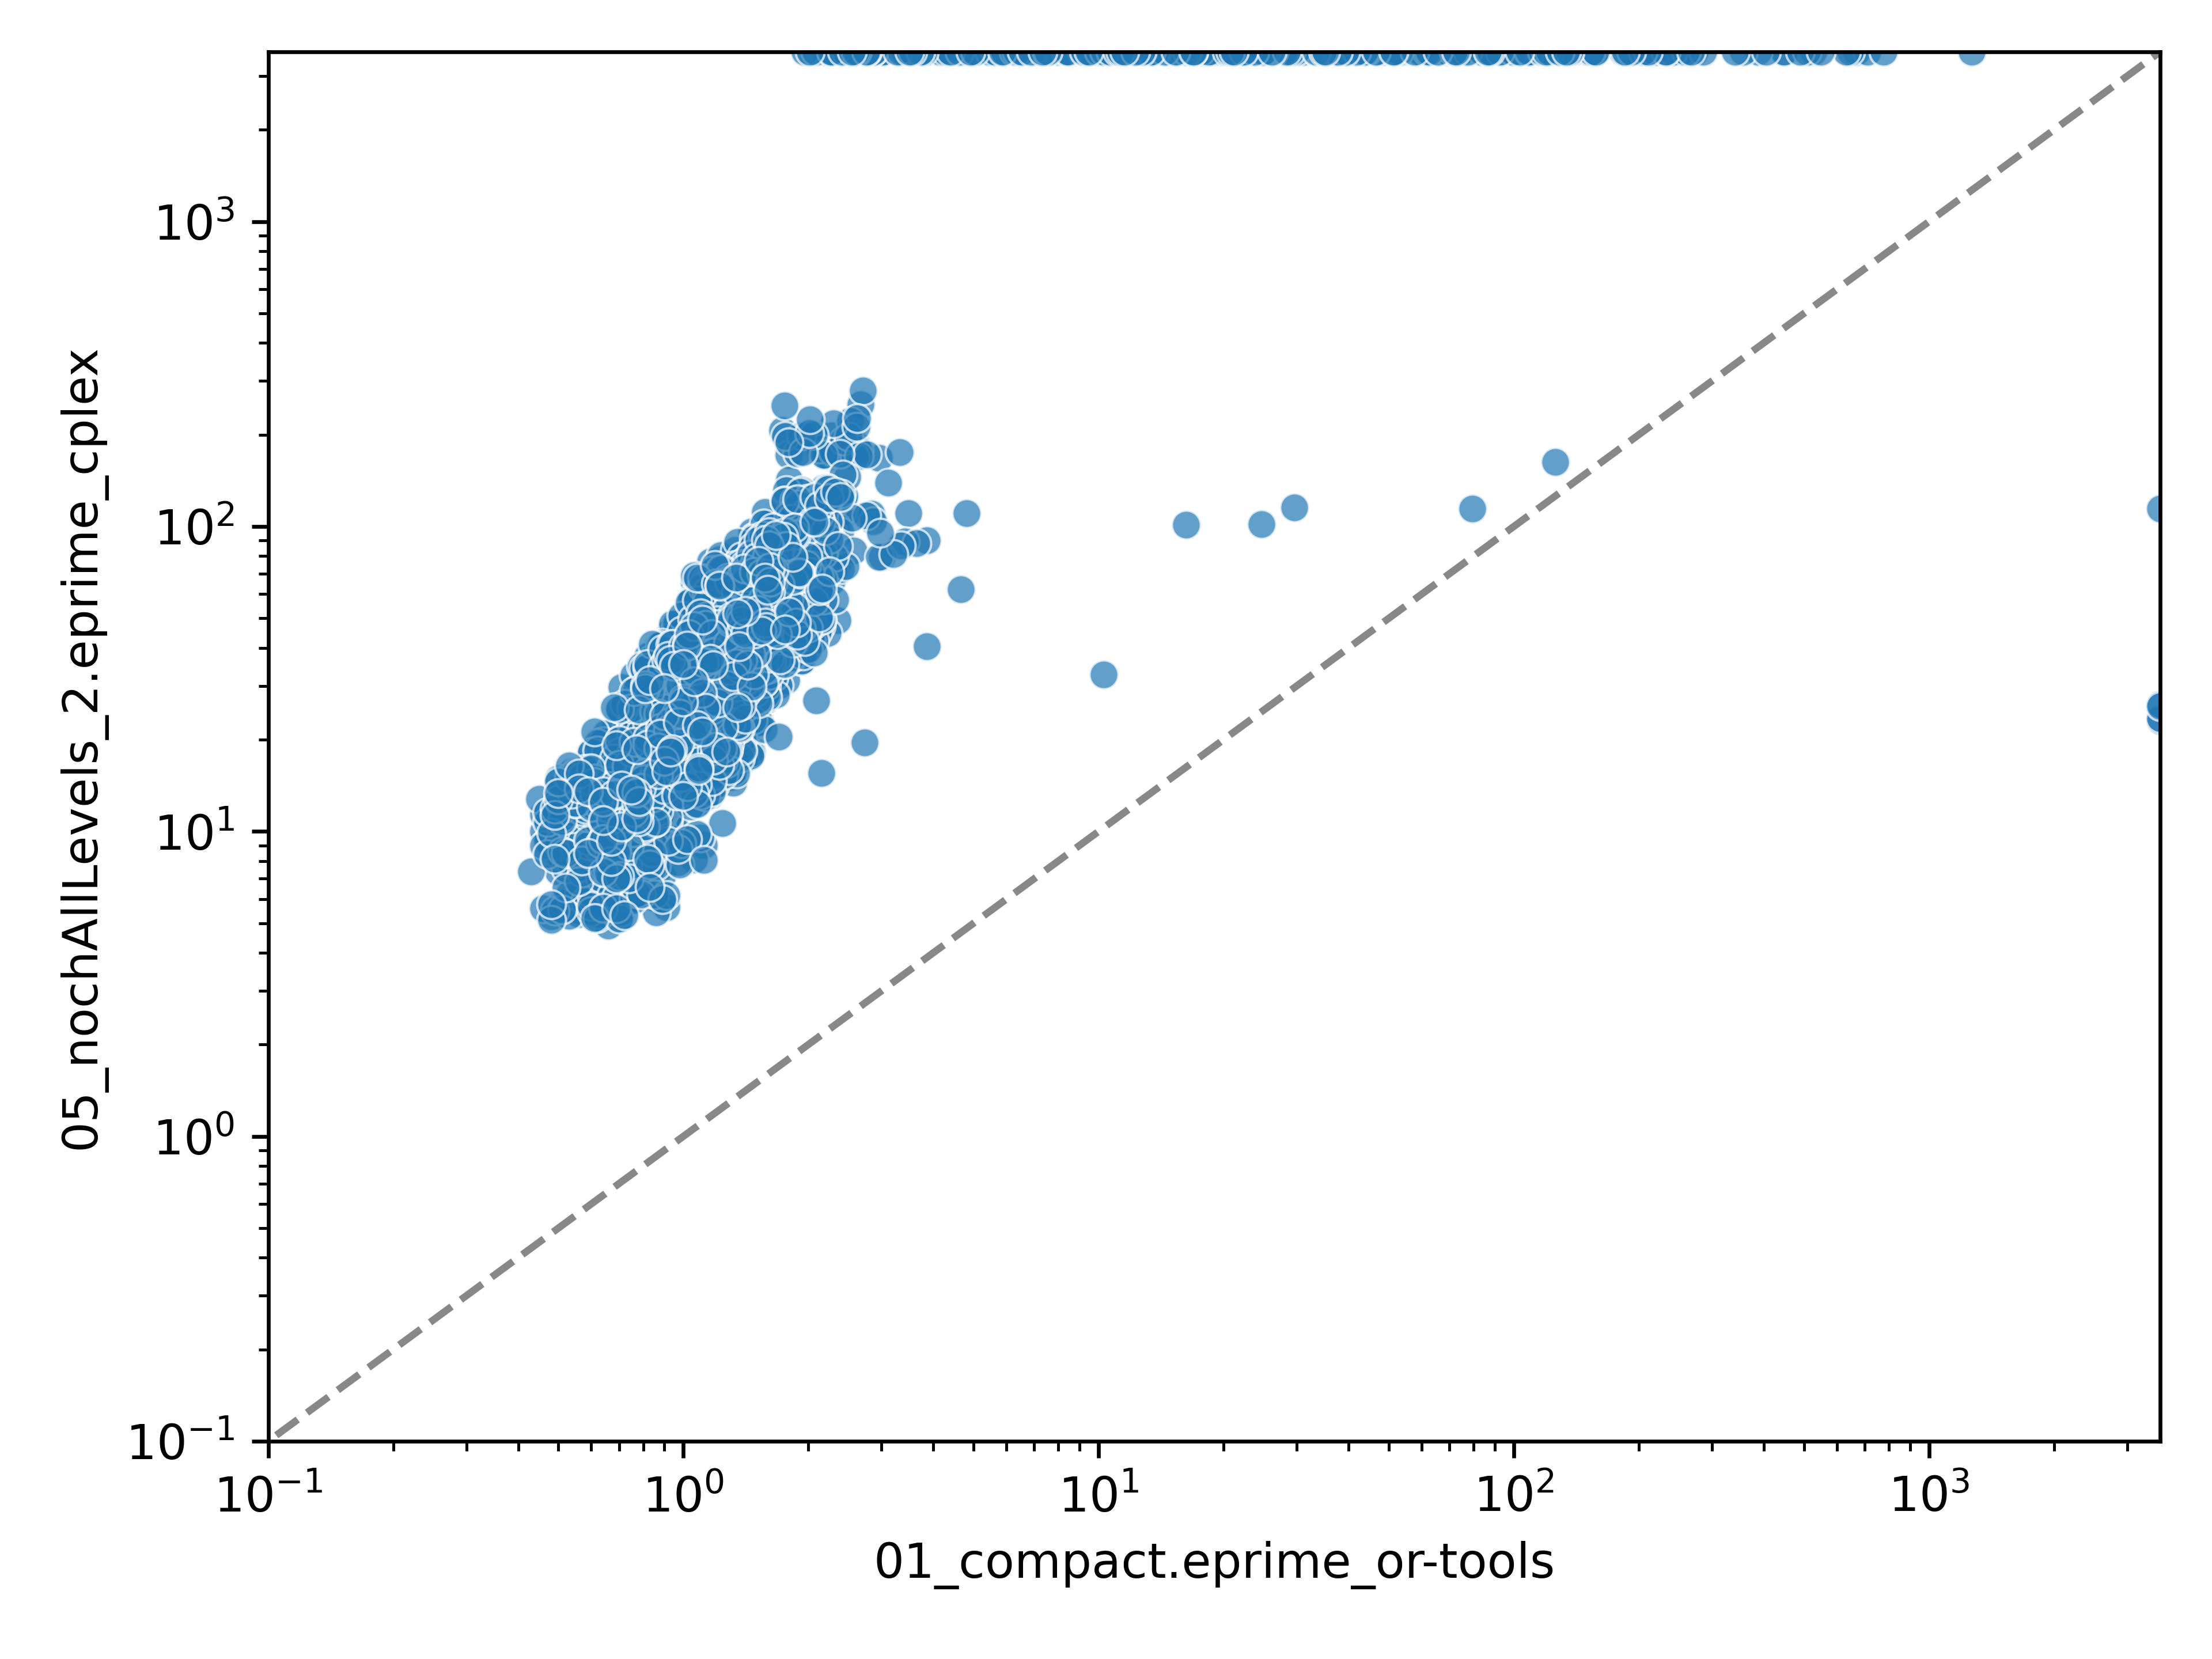 05_nochAllLevels_2.eprime_cplex
10³
10²
10¹
10⁰
10⁻¹
10⁻¹ 10⁰ 10¹ 10² 10³
01_compact.eprime_or-tools